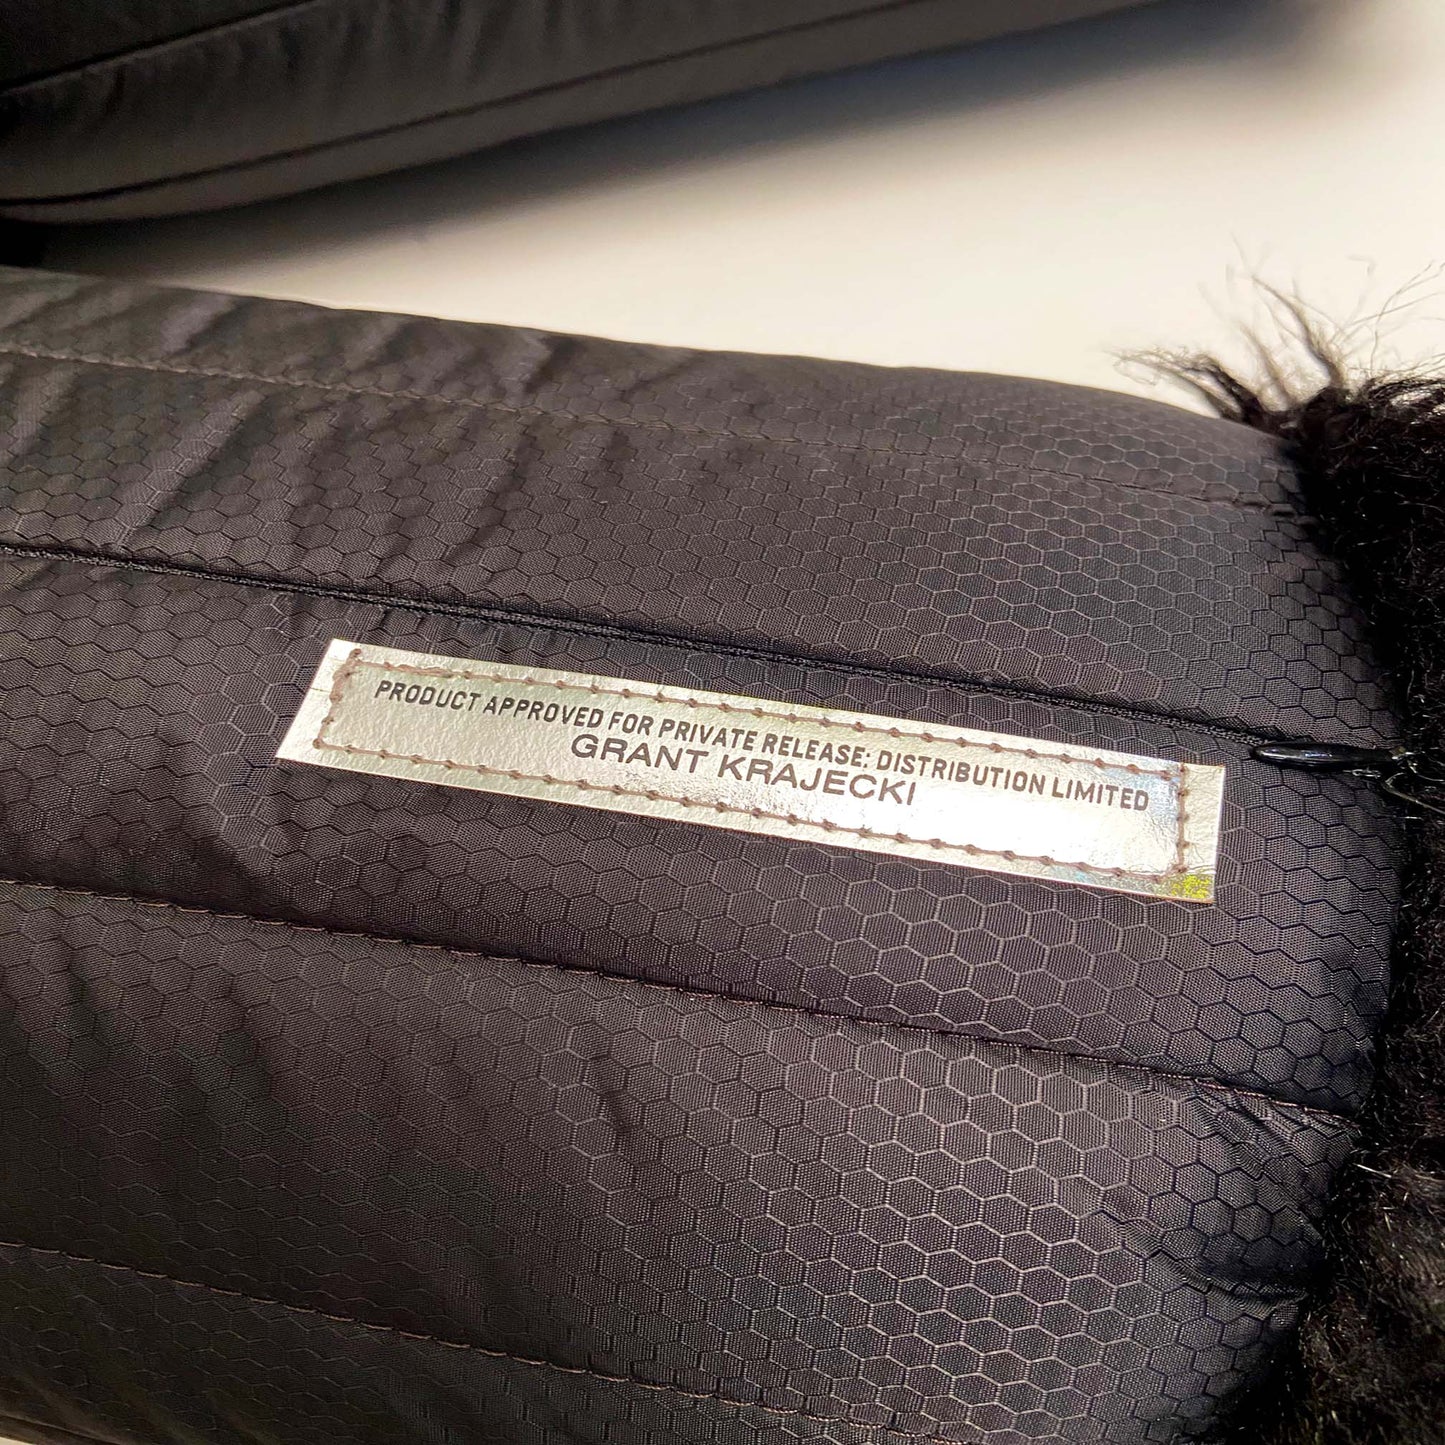 PRODUCT APPROVED FOR PRIVATE RELEASE: DISTRIBUTION LIMITED
GRANT KRAJECKI